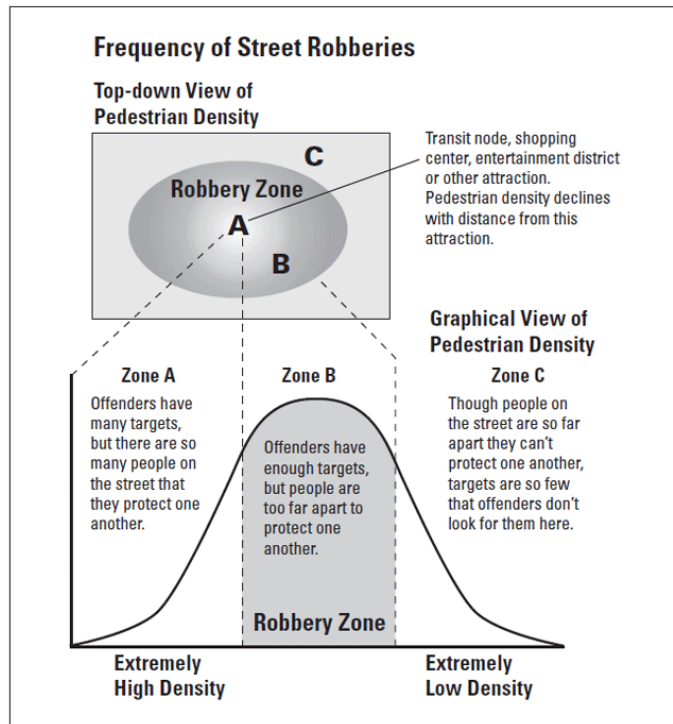 Frequency of Street Robberies
Top-down View of
Pedestrian Density
C
Robbery Zone
A
B
Transit node, shopping
center, entertainment district
or other attraction.
Pedestrian density declines
with distance from this
attraction.
Graphical View of
Pedestrian Density
Zone A
Offenders have
many targets,
but there are so
many people on
the street that
they protect one
another.
Zone B
Offenders have
enough targets,
but people are
too far apart to
protect one
another.
Zone C
Though people on
the street are so far
apart they can't
protect one another,
targets are so few
that offenders don't
look for them here.
Robbery Zone
Extremely
High Density
Extremely
Low Density